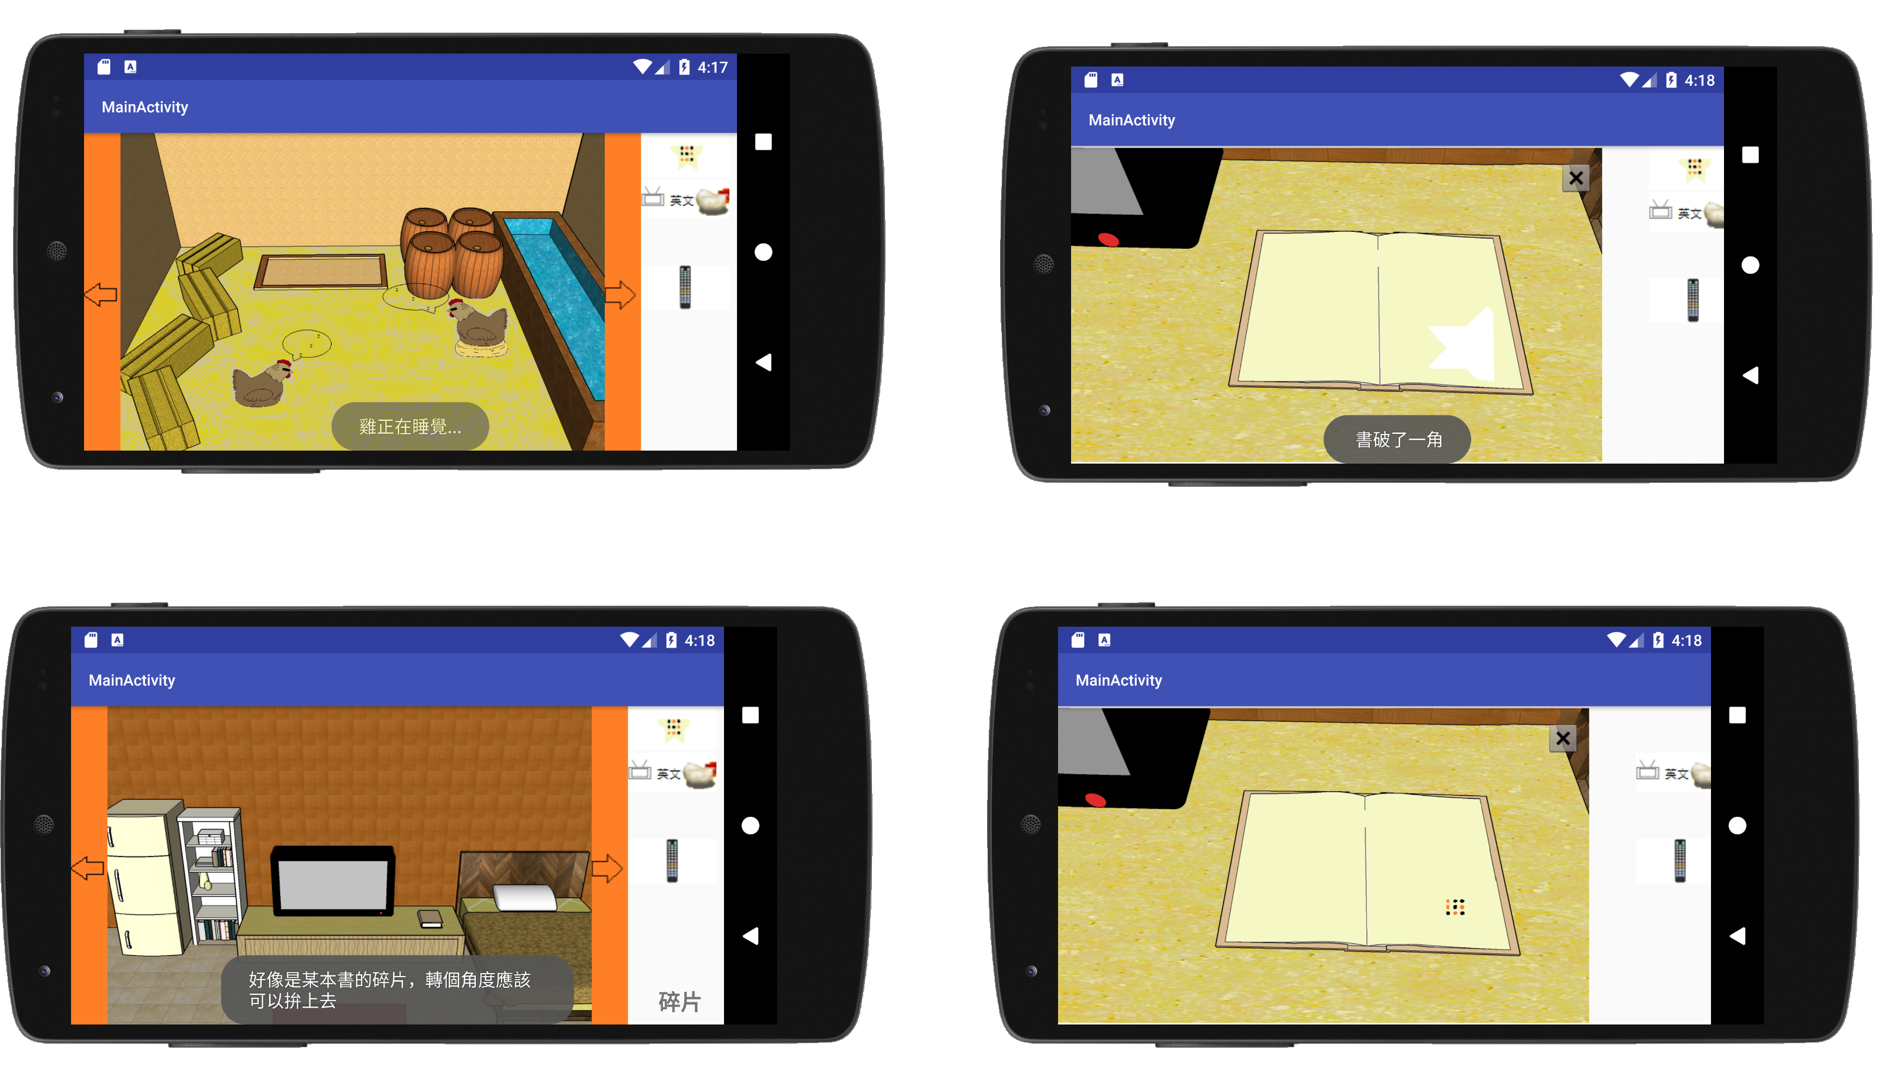 4:17
MainActivity
英文
雞正在睡覺...
4:18
MainActivity
英文
書破了一角
4:18
MainActivity
英文
好像是某本書的碎片，轉個角度應該
可以拚上去
碎片
4:18
MainActivity
英文